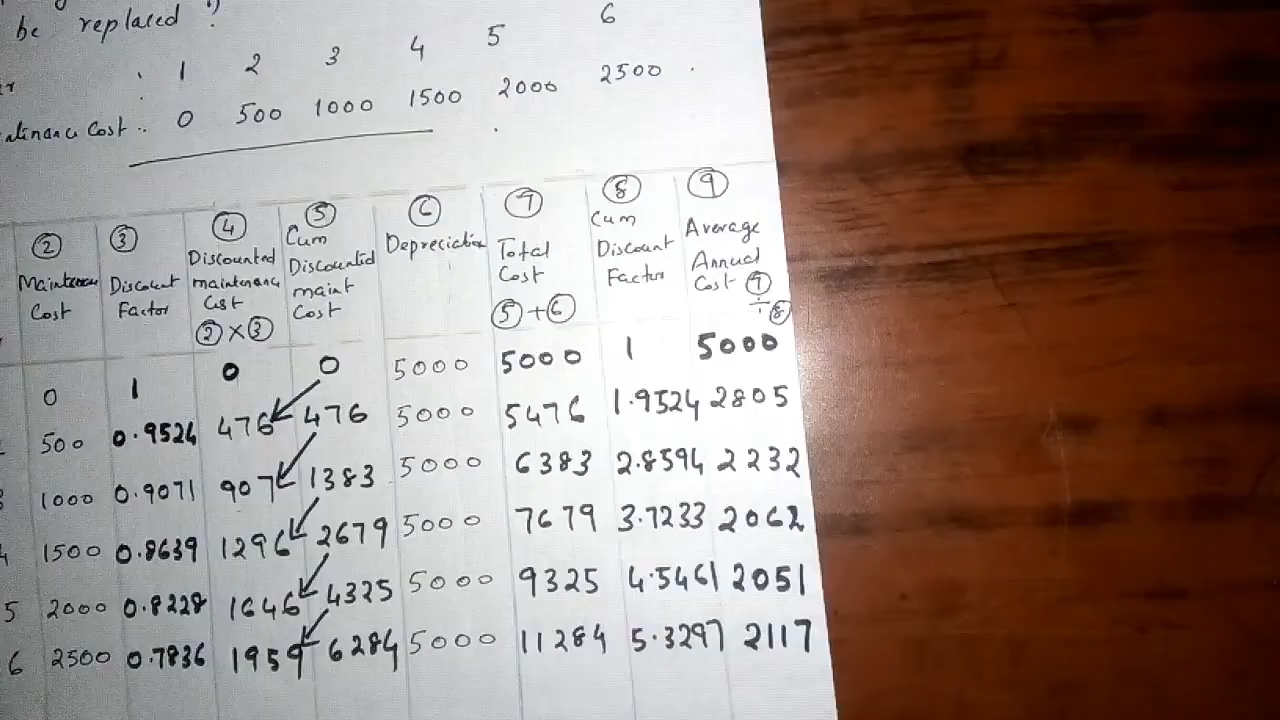 be replaced ?
1 2 3 4 5 6
Cost .. 0 500 1000 1500 2000 2500 .
② ③ ④ ⑤ ⑥ ⑦ ⑧ ⑨
Maintenance Cost
Discount Factor
Discounted maintenance Cost ② × ③
Cum Discounted maint Cost
Depreciation
Total Cost ⑤ + ⑥
Cum Discount Factor
Average Annual Cost ⑦ ÷ ⑧
0 1 0 0 5000 5000 1 5000
500 0.9524 476 476 5000 5476 1.9524 2805
1000 0.9071 907 1383 5000 6383 2.8594 2232
1500 0.8639 1296 2679 5000 7679 3.7233 2062
5 2000 0.8228 1646 4325 5000 9325 4.5461 2051
6 2500 0.7836 1959 6284 5000 11284 5.3297 2117